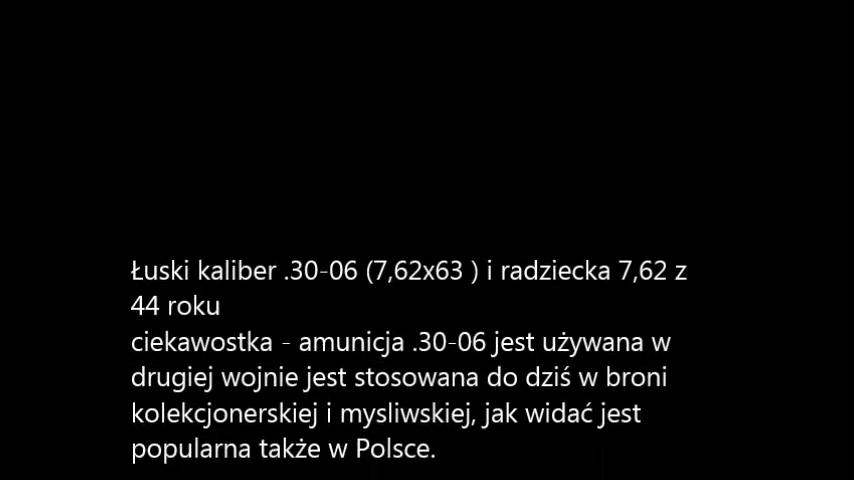 Łuski kaliber .30-06 (7,62x63 ) i radziecka 7,62 z
44 roku
ciekawostka - amunicja .30-06 jest używana w
drugiej wojnie jest stosowana do dziś w broni
kolekcjonerskiej i mysliwskiej, jak widać jest
popularna także w Polsce.